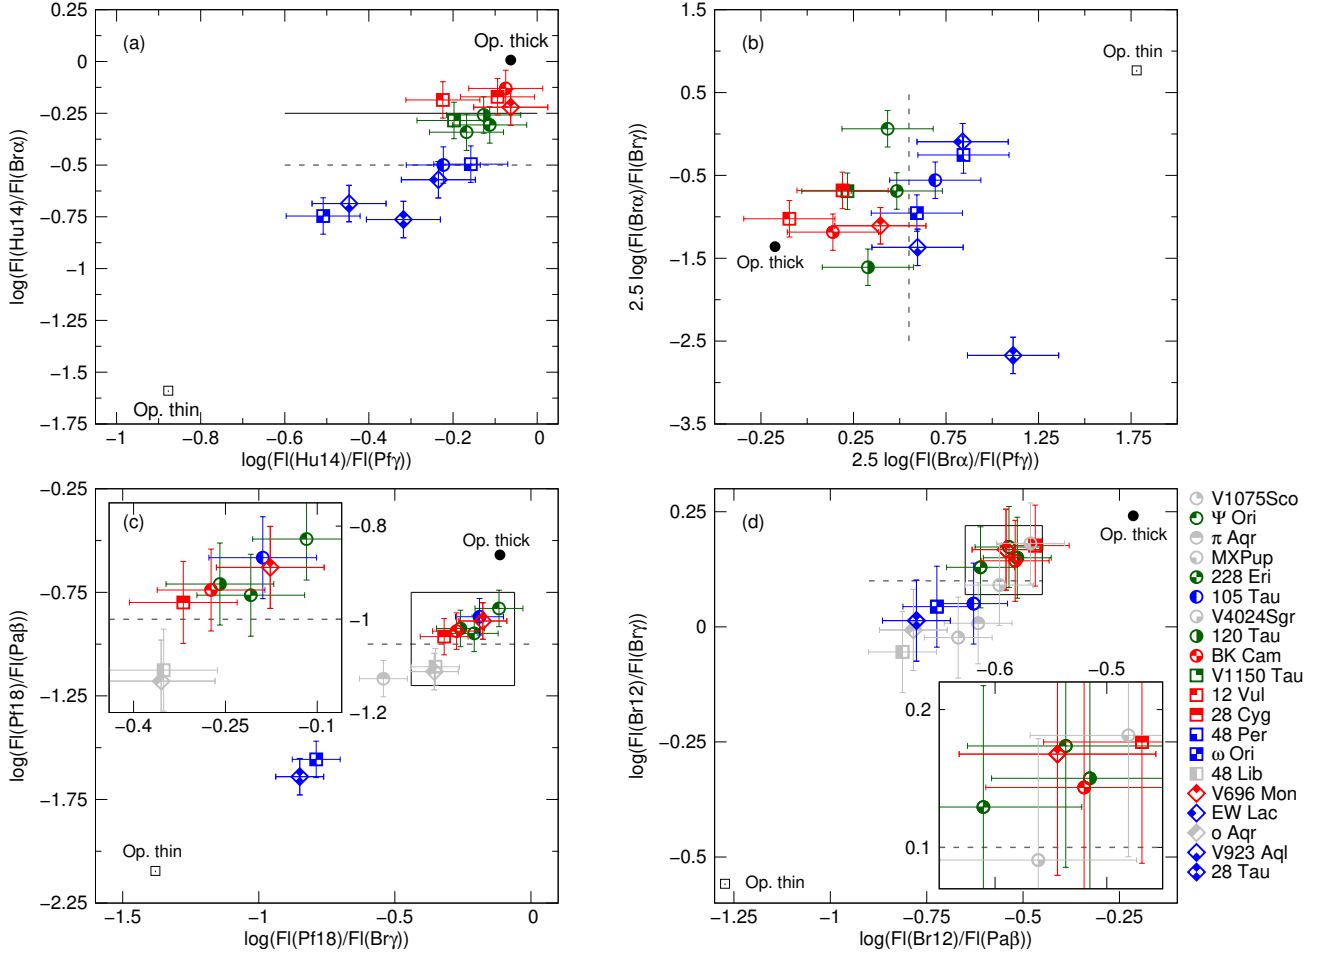 (a)
Op. thick
0
−0.25
−0.5
−0.75
−1
−1.25
−1.5
−1.75
log(Fl(Hu14)/Fl(Brα))
Op. thin
−1
−0.8
−0.6
−0.4
−0.2
0
log(Fl(Hu14)/Fl(Pfγ))
(b)
Op. thin
1.5
0.5
−0.5
−1.5
−2.5
−3.5
2.5 log(Fl(Brα)/Fl(Brγ))
Op. thick
−0.25
0.25
0.75
1.25
1.75
2.5 log(Fl(Brα)/Fl(Pfγ))
(c)
−0.25
−0.75
−1.25
−1.75
−2.25
log(Fl(Pf18)/Fl(Paβ))
−0.8
−1
−1.2
−0.4
−0.25
−0.1
Op. thick
Op. thin
−1.5
−1
−0.5
0
log(Fl(Pf18)/Fl(Brγ))
(d)
Op. thick
0.25
0
−0.25
−0.5
log(Fl(Br12)/Fl(Brγ))
−0.6
−0.5
0.2
0.1
Op. thin
−1.25
−1
−0.75
−0.5
−0.25
log(Fl(Br12)/Fl(Paβ))
V1075Sco
Ψ Ori
π Aqr
MXPup
228 Eri
105 Tau
V4024Sgr
120 Tau
BK Cam
V1150 Tau
12 Vul
28 Cyg
48 Per
ω Ori
48 Lib
V696 Mon
EW Lac
o Aqr
V923 Aql
28 Tau